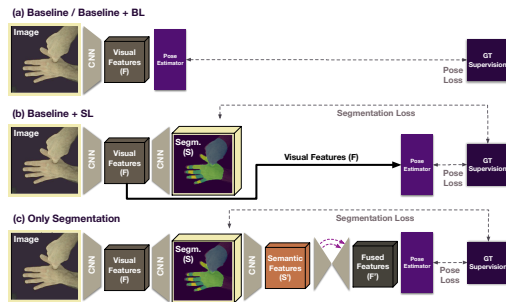 (a) Baseline / Baseline + BL
Image
CNN
Visual
Features
(F)
Pose
Estimator
Pose
Loss
GT
Supervision
(b) Baseline + SL
Segmentation Loss
Image
CNN
Visual
Features
(F)
CNN
Segm.
(S)
Visual Features (F)
Pose
Estimator
Pose
Loss
GT
Supervision
(c) Only Segmentation
Segmentation Loss
Image
CNN
Visual
Features
(F)
CNN
Segm.
(S)
CNN
Semantic
Features
(S')
Fused
Features
(F')
Pose
Estimator
Pose
Loss
GT
Supervision